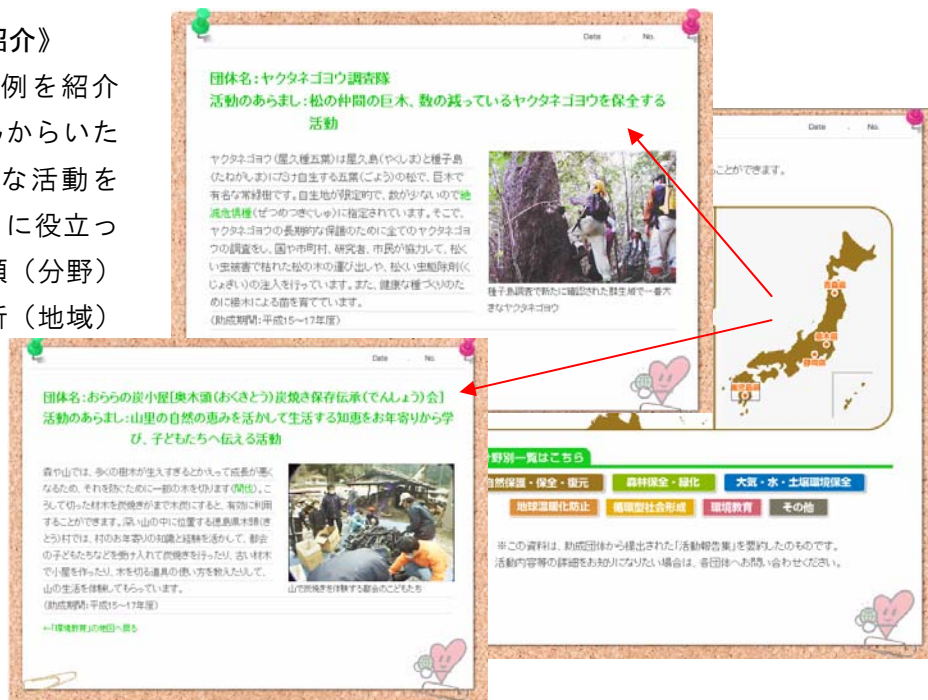 紹介》
例を紹介
からいた
な活動を
に役立っ
（分野）
（地域）
Date . No.
団体名:ヤクタネゴヨウ調査隊
活動のあらまし:松の仲間の巨木、数の減っているヤクタネゴヨウを保全する
活動
ヤクタネゴヨウ(屋久種五葉)は屋久島(やくしま)と種子島
(たねがしま)にだけ自生する五葉(ごよう)の松で、巨木で
有名な常緑樹です。自生地が限定的で、数が少ないので絶
滅危惧種(ぜつめつきぐしゅ)に指定されています。そこで、
ヤクタネゴヨウの長期的な保護のために全てのヤクタネゴヨ
ウの調査をし、国や市町村、研究者、市民が協力して、松く
い虫被害で枯れた松の木の運び出しや、松くい虫駆除剤(く
じょざい)の注入を行っています。また、健康な種づくりのた
めに接木による苗を育てています。
(助成期間:平成15～17年度)
種子島調査で新たに確認された群生域で一番大
きなヤクタネゴヨウ
Date . No.
ことができます。
青森県
栃木県
静岡県
鹿児島県
野別一覧はこちら
自然保護・保全・復元
森林保全・緑化
大気・水・土壌環境保全
地球温暖化防止
循環型社会形成
環境教育
その他
※この資料は、助成団体から提出された「活動報告集」を要約したのものです。
活動内容等の詳細をお知りになりたい場合は、各団体へお問い合わせください。
Date . No.
団体名:おららの炭小屋[奥木頭(おくきとう)炭焼き保存伝承(でんしょう)会]
活動のあらまし:山里の自然の恵みを活かして生活する知恵をお年寄りから学
び、子どもたちへ伝える活動
森や山では、多くの樹木が生えすぎるとかえって成長が悪く
なるため、それを防ぐために一部の木を切ります(間伐)。こ
うして切った材木を炭焼きがまで木炭にすると、有効に利用
することができます。深い山の中に位置する徳島県木頭(き
とう)村では、村のお年寄りの知識と経験を活かして、都会
の子どもたちなどを受け入れて炭焼きを行ったり、古い材木
で小屋を作ったり、木を切る道具の使い方を教えたりして、
山の生活を体験してもらっています。
(助成期間:平成15～17年度)
山で炭焼きを体験する都会のこどもたち
←「環境教育」の地図へ戻る